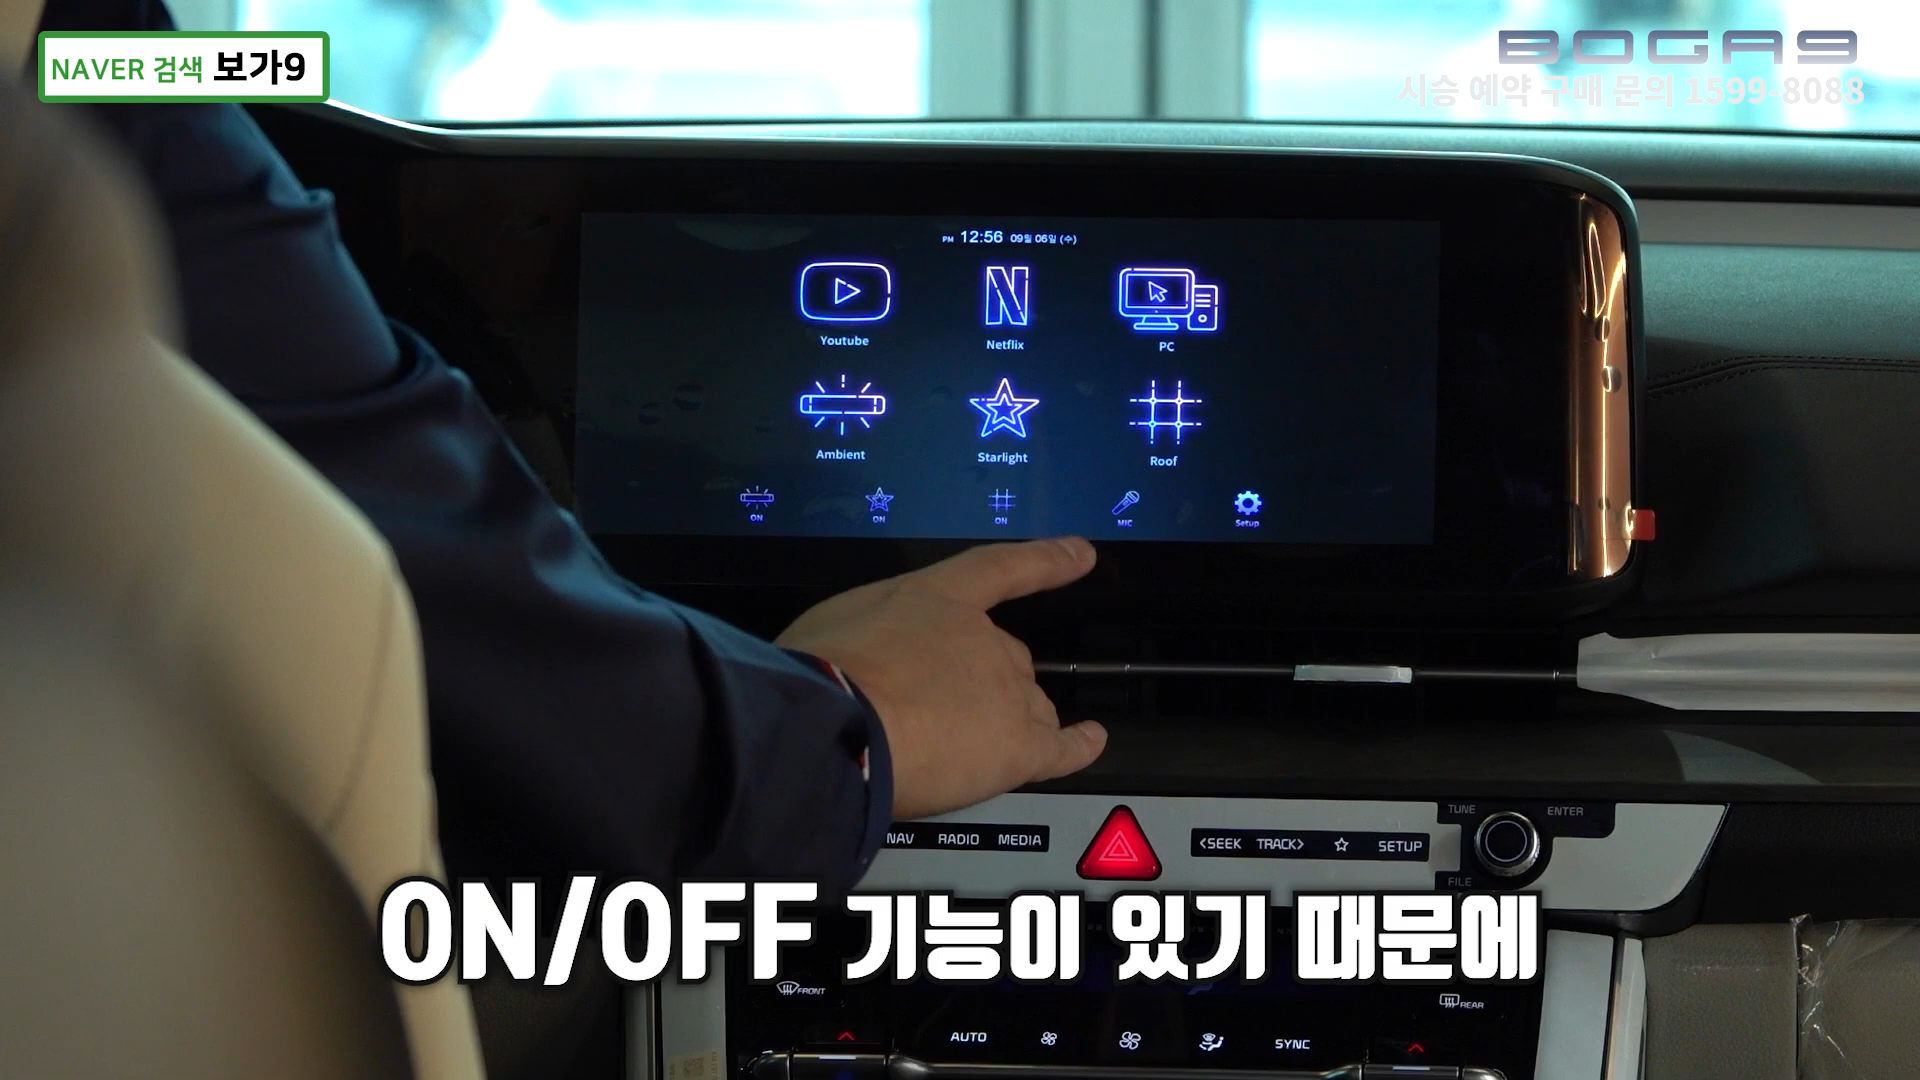 NAVER 검색 보가9
BOGA9
시승 예약 구매 문의 1599-8088
PM 12:56 09월 06일 (수)
Youtube
Netflix
PC
Ambient
Starlight
Roof
ON
ON
ON
MIC
Setup
NAV RADIO MEDIA
<SEEK TRACK> SETUP
TUNE
ENTER
FILE
ON/OFF 기능이 있기 때문에
FRONT
REAR
AUTO
SYNC